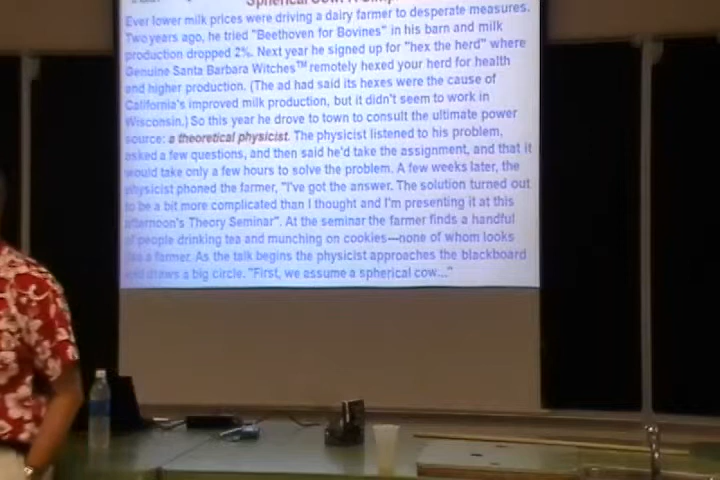 Spherical Cow: A Simpl
Ever lower milk prices were driving a dairy farmer to desperate measures.
Two years ago, he tried "Beethoven for Bovines" in his barn and milk
production dropped 2%. Next year he signed up for "hex the herd" where
Genuine Santa Barbara Witches™ remotely hexed your herd for health
and higher production. (The ad had said its hexes were the cause of
California's improved milk production, but it didn't seem to work in
Wisconsin.) So this year he drove to town to consult the ultimate power
source: a theoretical physicist. The physicist listened to his problem,
asked a few questions, and then said he'd take the assignment, and that it
would take only a few hours to solve the problem. A few weeks later, the
physicist phoned the farmer, "I've got the answer. The solution turned out
to be a bit more complicated than I thought and I'm presenting it at this
afternoon's Theory Seminar". At the seminar the farmer finds a handful
of people drinking tea and munching on cookies—none of whom looks
like a farmer. As the talk begins the physicist approaches the blackboard
and draws a big circle. "First, we assume a spherical cow..."